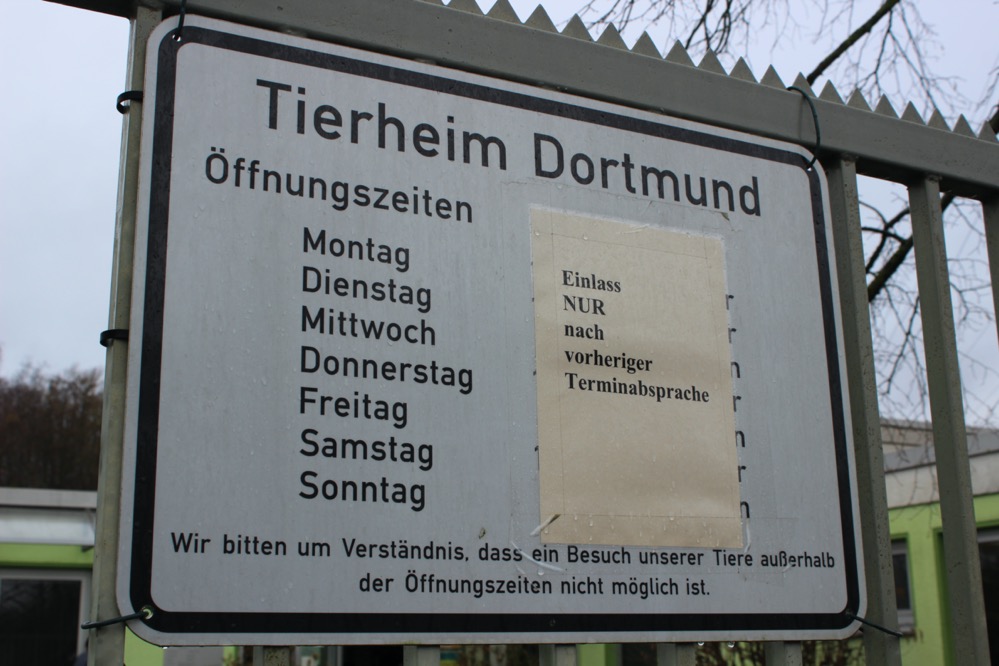 Tierheim Dortmund
Öffnungszeiten
Montag
Dienstag
Mittwoch
Donnerstag
Freitag
Samstag
Sonntag
Einlass
NUR
nach
vorheriger
Terminabsprache
Wir bitten um Verständnis, dass ein Besuch unserer Tiere außerhalb
der Öffnungszeiten nicht möglich ist.